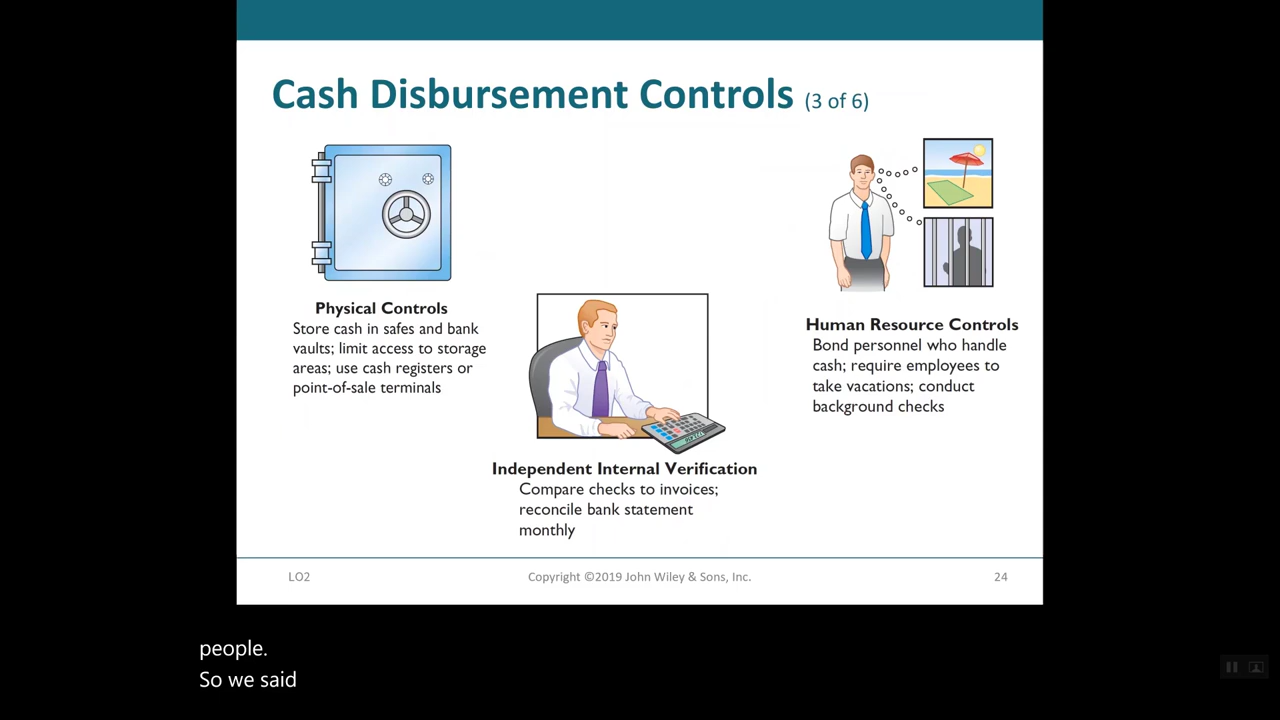 Cash Disbursement Controls (3 of 6)
Physical Controls
Store cash in safes and bank
vaults; limit access to storage
areas; use cash registers or
point-of-sale terminals
Independent Internal Verification
Compare checks to invoices;
reconcile bank statement
monthly
Human Resource Controls
Bond personnel who handle
cash; require employees to
take vacations; conduct
background checks
LO2
Copyright ©2019 John Wiley & Sons, Inc.
24
people.
So we said